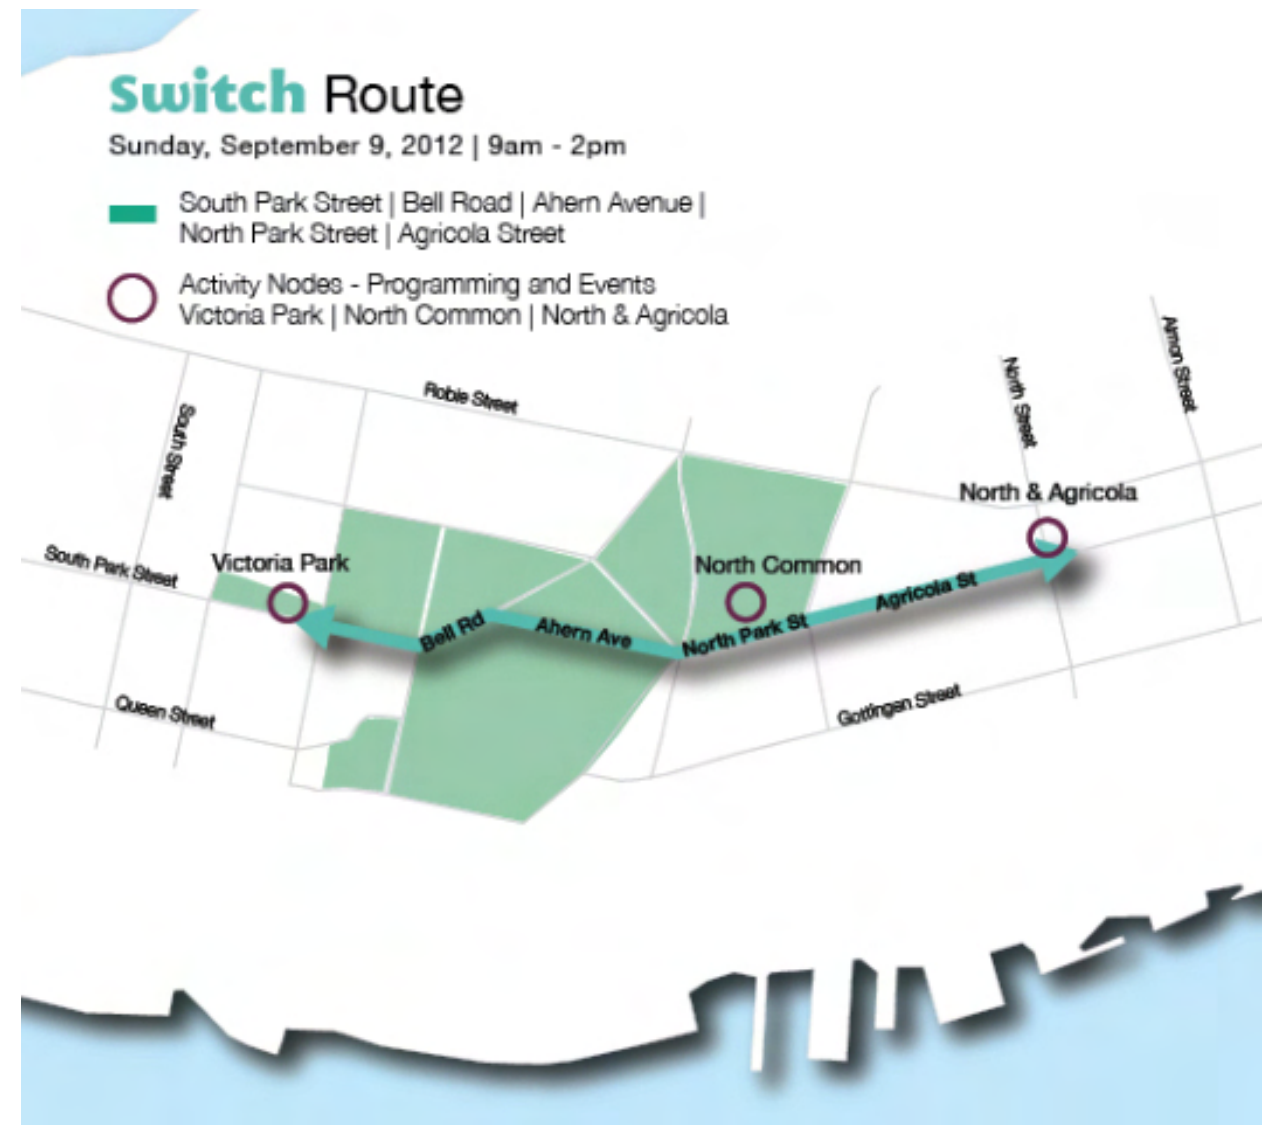 Switch Route
Sunday, September 9, 2012 | 9am - 2pm
South Park Street | Bell Road | Ahern Avenue |
North Park Street | Agricola Street
Activity Nodes - Programming and Events
Victoria Park | North Common | North & Agricola
Robie Street
South Street
North Street
Almon Street
North & Agricola
South Park Street
Victoria Park
North Common
Bell Rd
Ahern Ave
North Park St
Agricola St
Queen Street
Gottingen Street